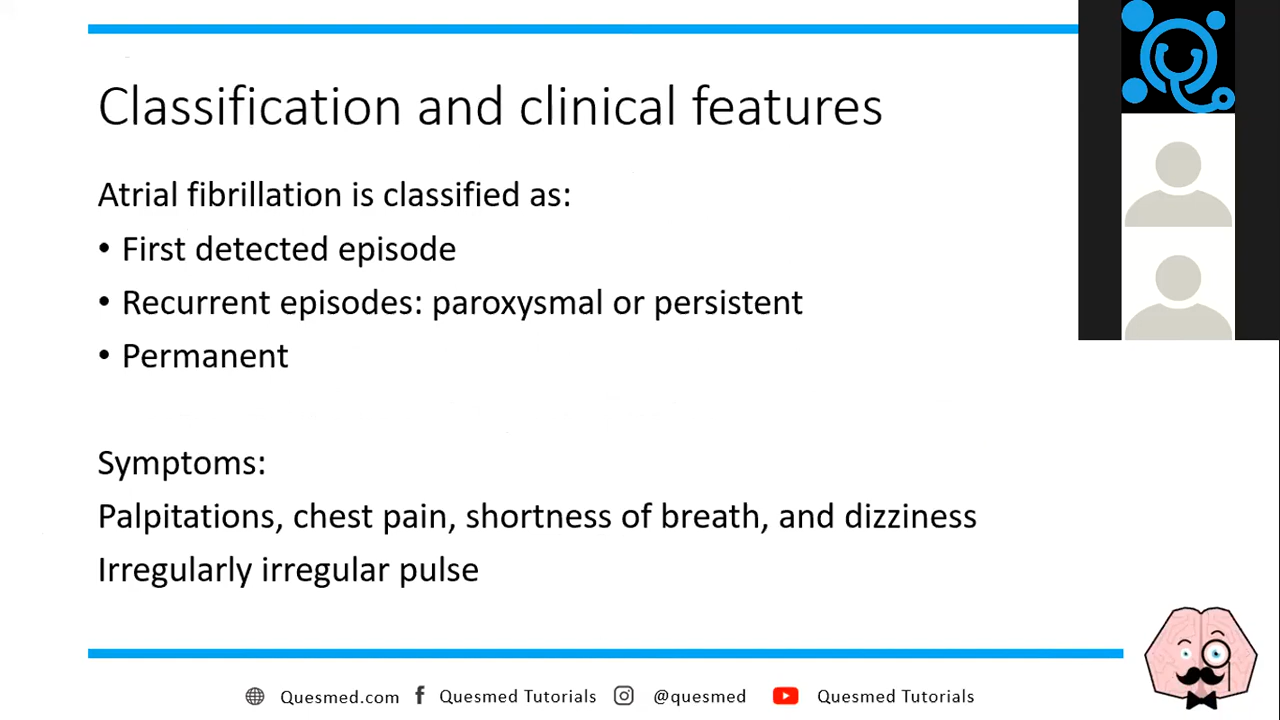 Classification and clinical features
Atrial fibrillation is classified as:
• First detected episode
• Recurrent episodes: paroxysmal or persistent
• Permanent
Symptoms:
Palpitations, chest pain, shortness of breath, and dizziness
Irregularly irregular pulse
Quesmed.com Quesmed Tutorials @quesmed Quesmed Tutorials